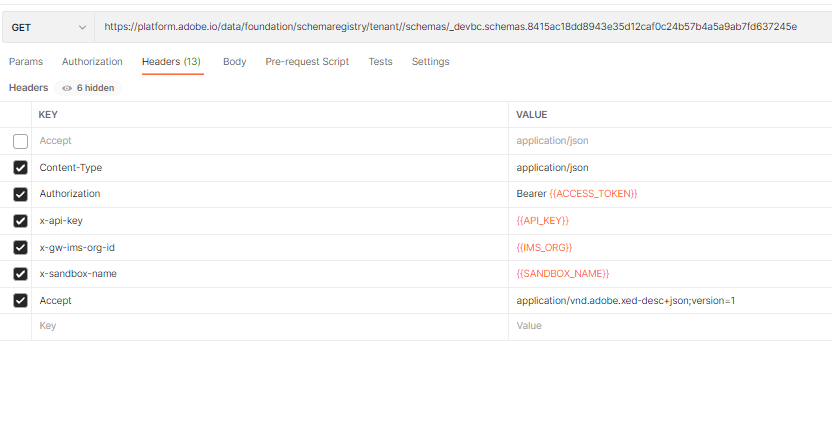 GET https://platform.adobe.io/data/foundation/schemaregistry/tenant//schemas/_devbc.schemas.8415ac18dd8943e35d12caf0c24b57b4a5a9ab7fd637245e
Params Authorization Headers (13) Body Pre-request Script Tests Settings
Headers 6 hidden
KEY VALUE
Accept application/json
Content-Type application/json
Authorization Bearer {{ACCESS_TOKEN}}
x-api-key {{API_KEY}}
x-gw-ims-org-id {{IMS_ORG}}
x-sandbox-name {{SANDBOX_NAME}}
Accept application/vnd.adobe.xed-desc+json;version=1
Key Value